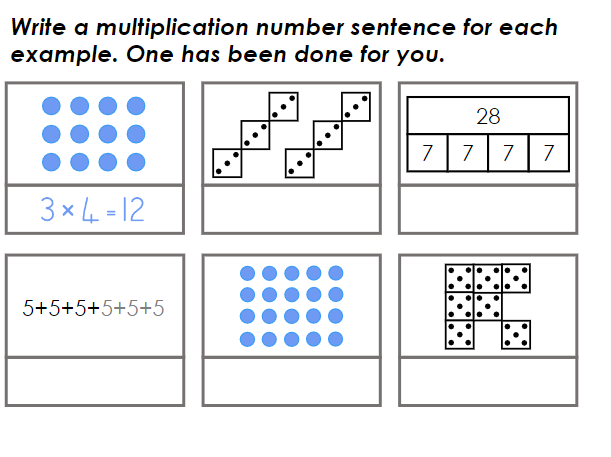 Write a multiplication number sentence for each
example. One has been done for you.
28
7 7 7 7
3 × 4 = 12
5+5+5+5+5+5